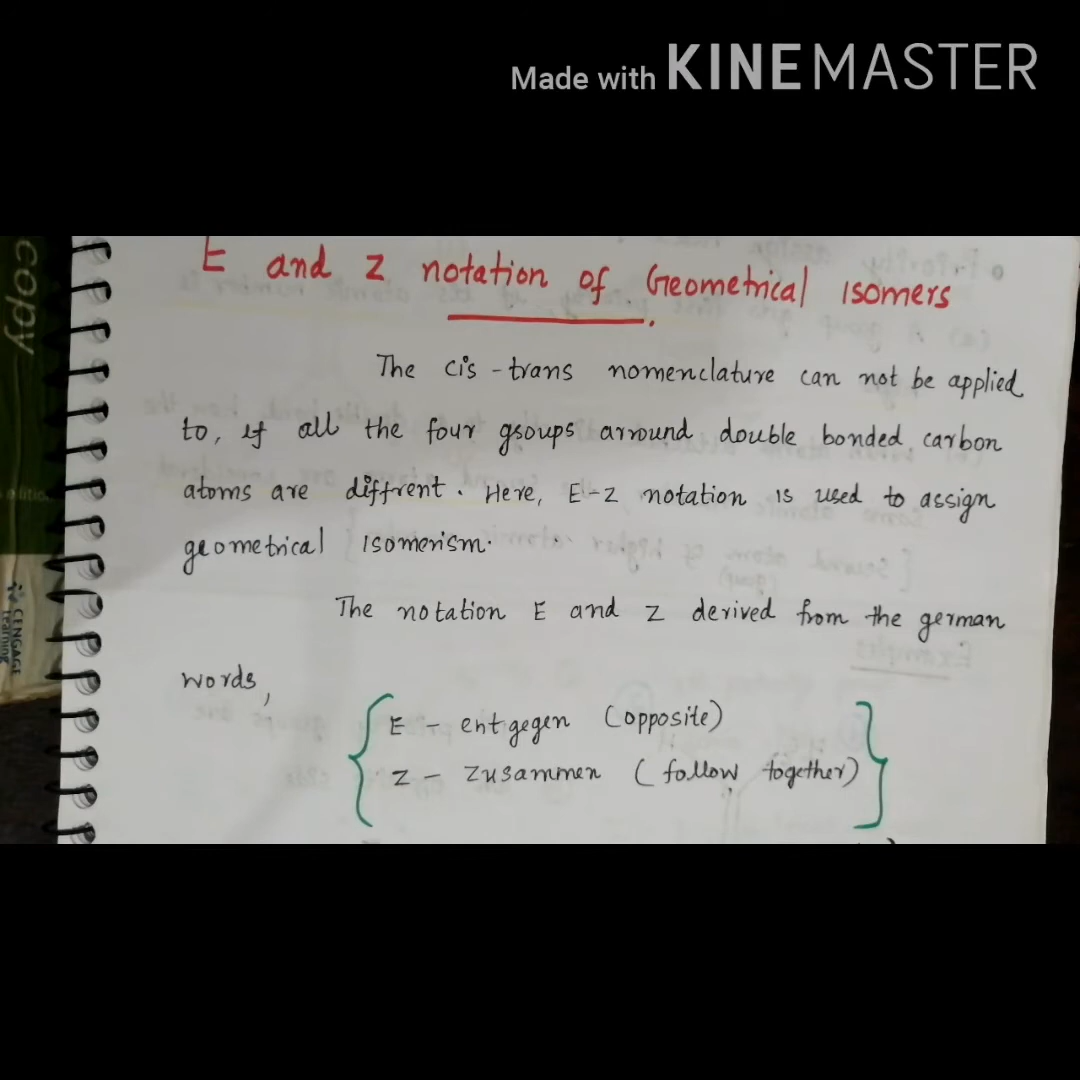 Made with KINEMASTER
E and Z notation of Geometrical isomers
The cis-trans nomenclature can not be applied
to, if all the four gsoups arround double bonded carbon
atoms are diffrent. Here, E-Z notation is used to assign
geometrical isomerism.
The notation E and Z derived from the german
words,
E - entgegen (opposite)
Z - Zusammen (follow together)
copy
CENGAGE
Learning